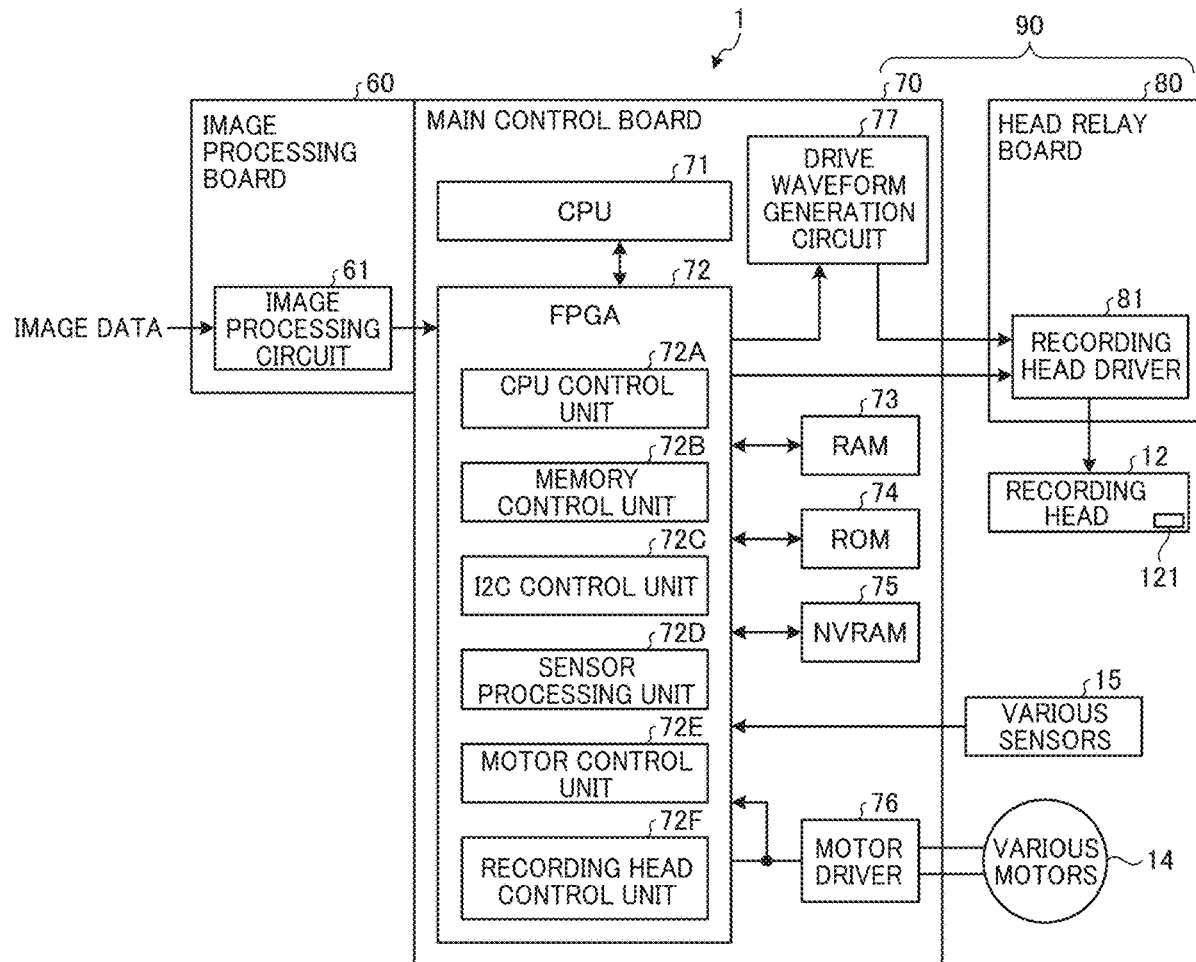 1
90
60
70
80
IMAGE
PROCESSING
BOARD
MAIN CONTROL BOARD
HEAD RELAY
BOARD
71
CPU
77
DRIVE
WAVEFORM
GENERATION
CIRCUIT
61
IMAGE DATA
IMAGE
PROCESSING
CIRCUIT
72
FPGA
81
RECORDING
HEAD DRIVER
72A
CPU CONTROL
UNIT
73
RAM
72B
MEMORY
CONTROL UNIT
12
RECORDING
HEAD
121
74
ROM
72C
I2C CONTROL UNIT
75
NVRAM
72D
SENSOR
PROCESSING UNIT
15
VARIOUS
SENSORS
72E
MOTOR CONTROL
UNIT
76
MOTOR
DRIVER
VARIOUS
MOTORS
14
72F
RECORDING HEAD
CONTROL UNIT